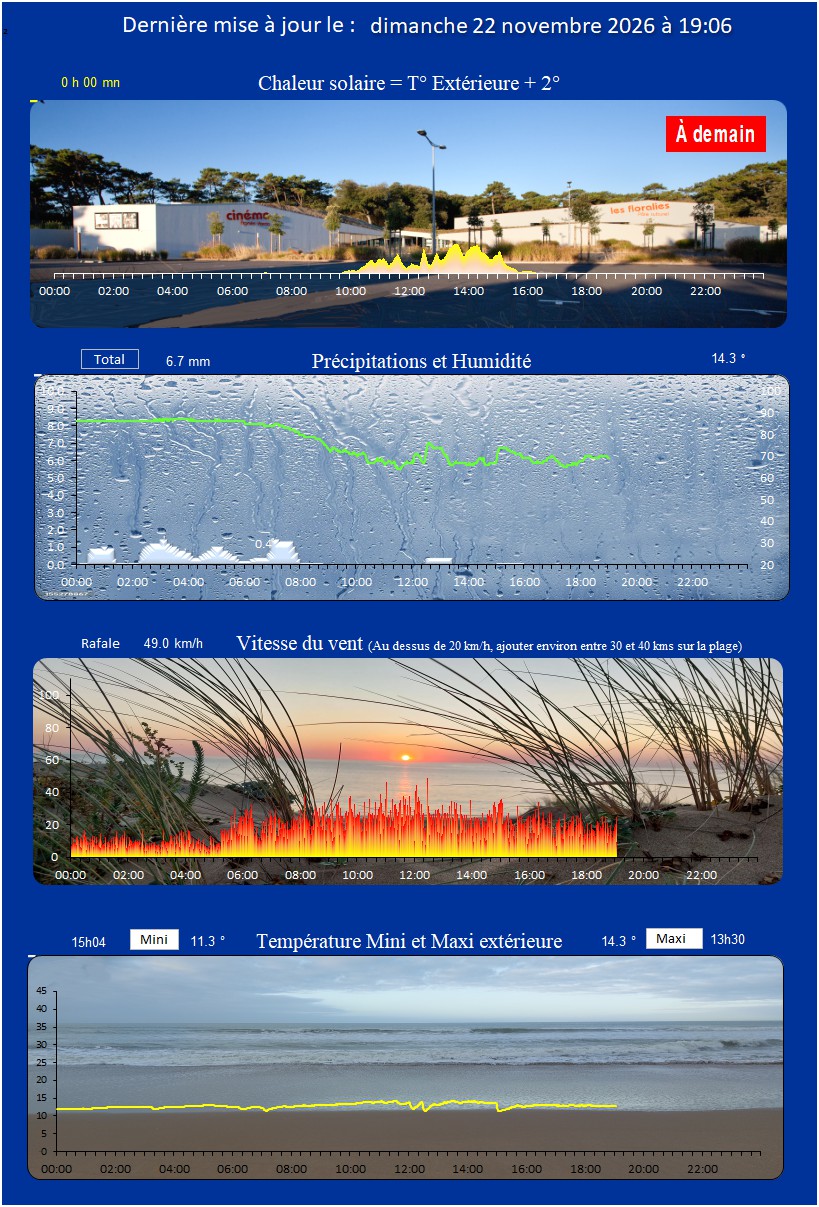 Dernière mise à jour le : dimanche 22 novembre 2026 à 19:06
0 h 00 mn
Chaleur solaire = T° Extérieure + 2°
À demain
cinéma
les floralies
00:00 02:00 04:00 06:00 08:00 10:00 12:00 14:00 16:00 18:00 20:00 22:00
Total 6.7 mm Précipitations et Humidité 14.3 °
10.0 100
9.0 90
8.0 80
7.0 70
6.0 60
5.0
4.0 50
3.0 40
2.0
1.0 30
0.4
0.0 20
00:00 02:00 04:00 06:00 08:00 10:00 12:00 14:00 16:00 18:00 20:00 22:00
Rafale 49.0 km/h Vitesse du vent (Au dessus de 20 km/h, ajouter environ entre 30 et 40 kms sur la plage)
100
80
60
40
20
0
00:00 02:00 04:00 06:00 08:00 10:00 12:00 14:00 16:00 18:00 20:00 22:00
15h04 Mini 11.3 ° Température Mini et Maxi extérieure 14.3 ° Maxi 13h30
45
40
35
30
25
20
15
10
5
0
00:00 02:00 04:00 06:00 08:00 10:00 12:00 14:00 16:00 18:00 20:00 22:00